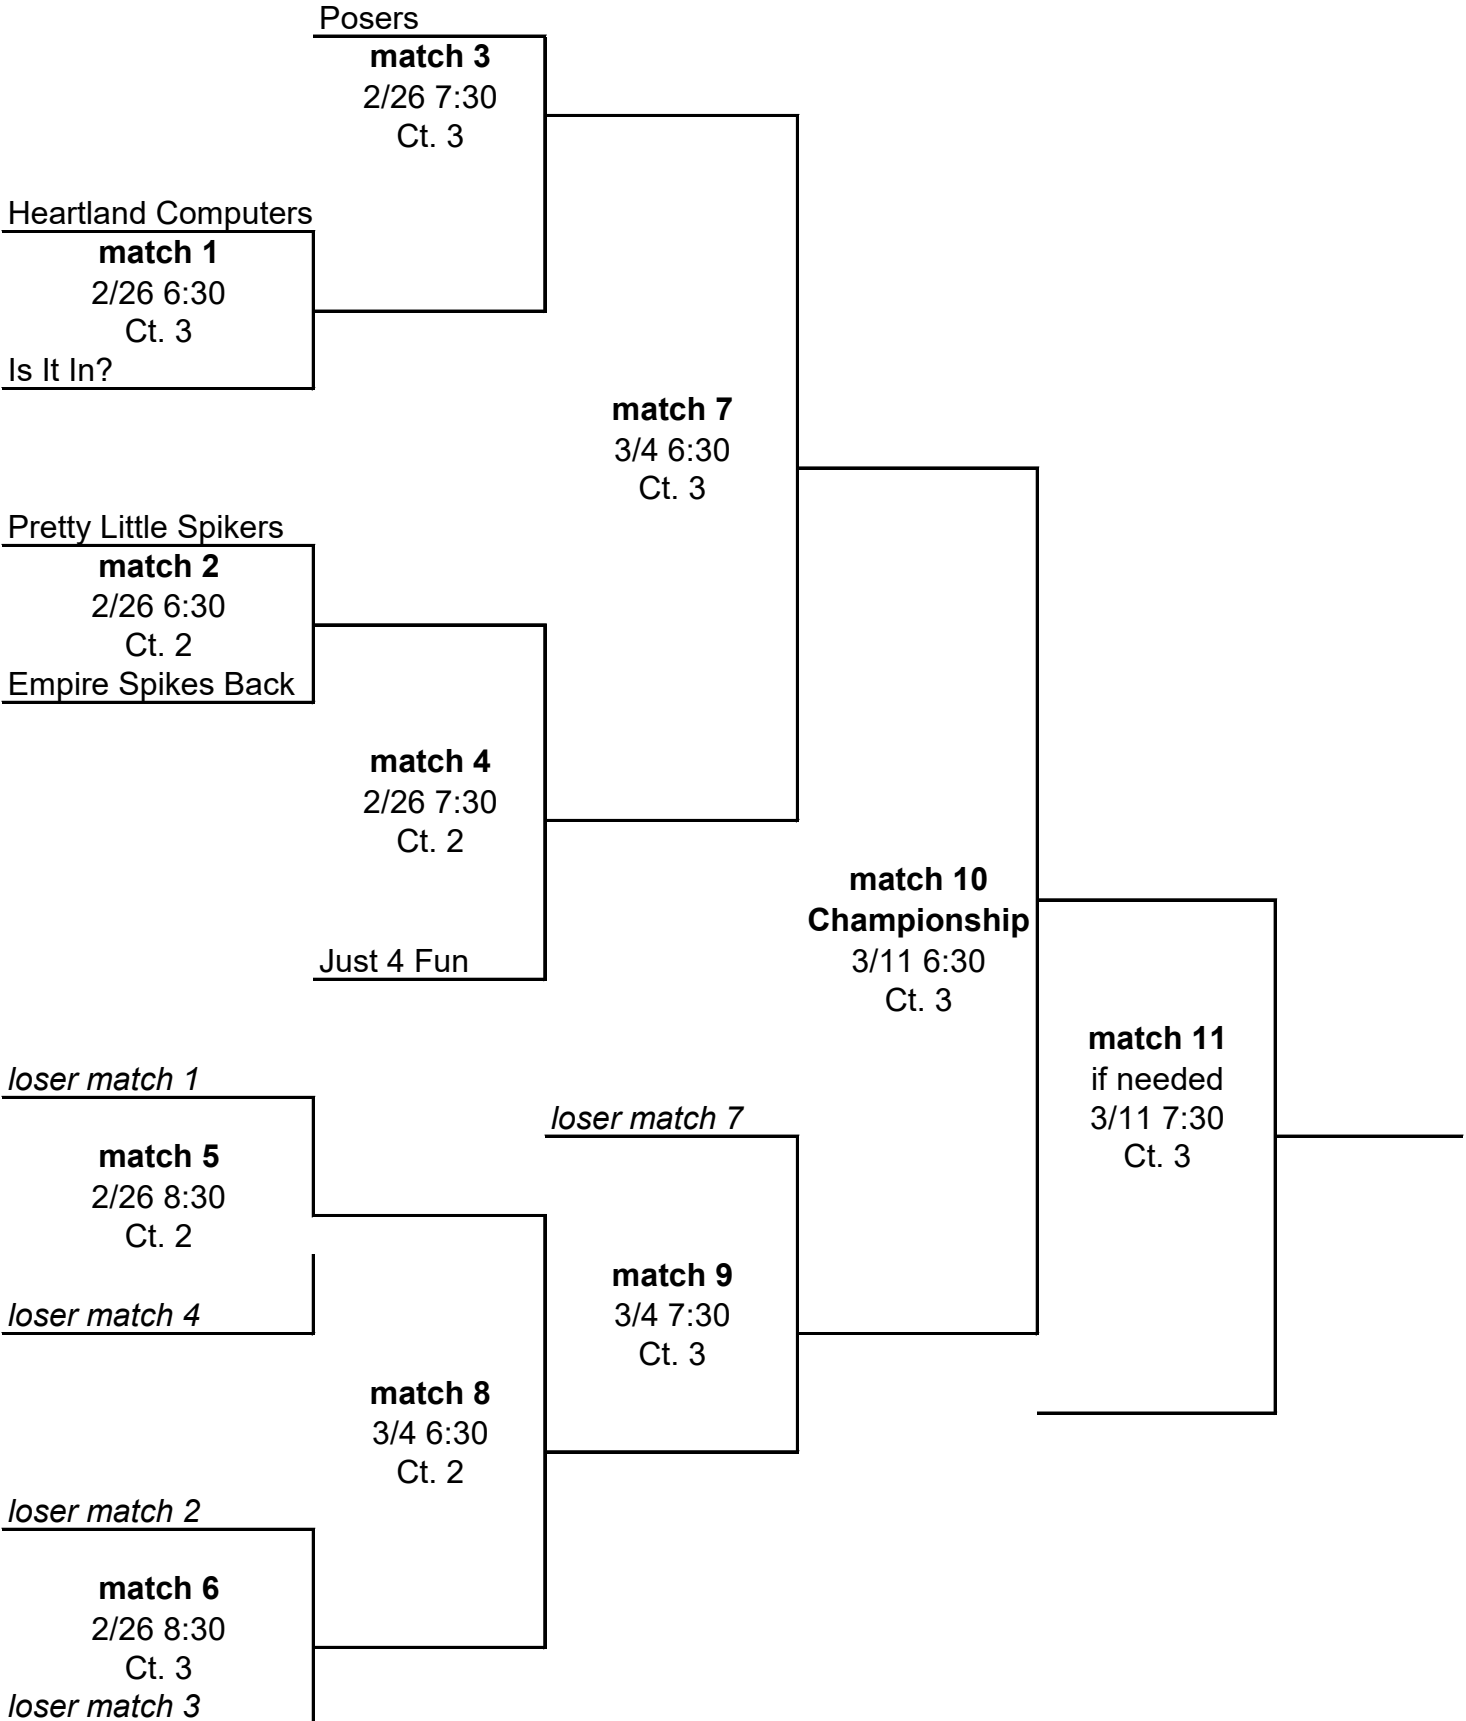 Posers
match 3
2/26 7:30
Ct. 3
Heartland Computers
match 1
2/26 6:30
Ct. 3
Is It In?
match 7
3/4 6:30
Ct. 3
Pretty Little Spikers
match 2
2/26 6:30
Ct. 2
Empire Spikes Back
match 4
2/26 7:30
Ct. 2
match 10
Championship
3/11 6:30
Ct. 3
Just 4 Fun
match 11
if needed
3/11 7:30
Ct. 3
loser match 1
loser match 7
match 5
2/26 8:30
Ct. 2
loser match 4
match 9
3/4 7:30
Ct. 3
match 8
3/4 6:30
Ct. 2
loser match 2
match 6
2/26 8:30
Ct. 3
loser match 3